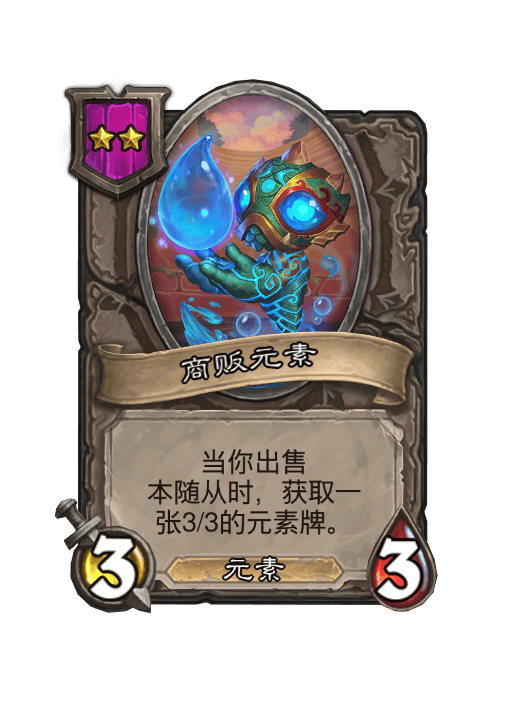 商贩元素
当你出售
本随从时，获取一
张3/3的元素牌。
3
元素
3